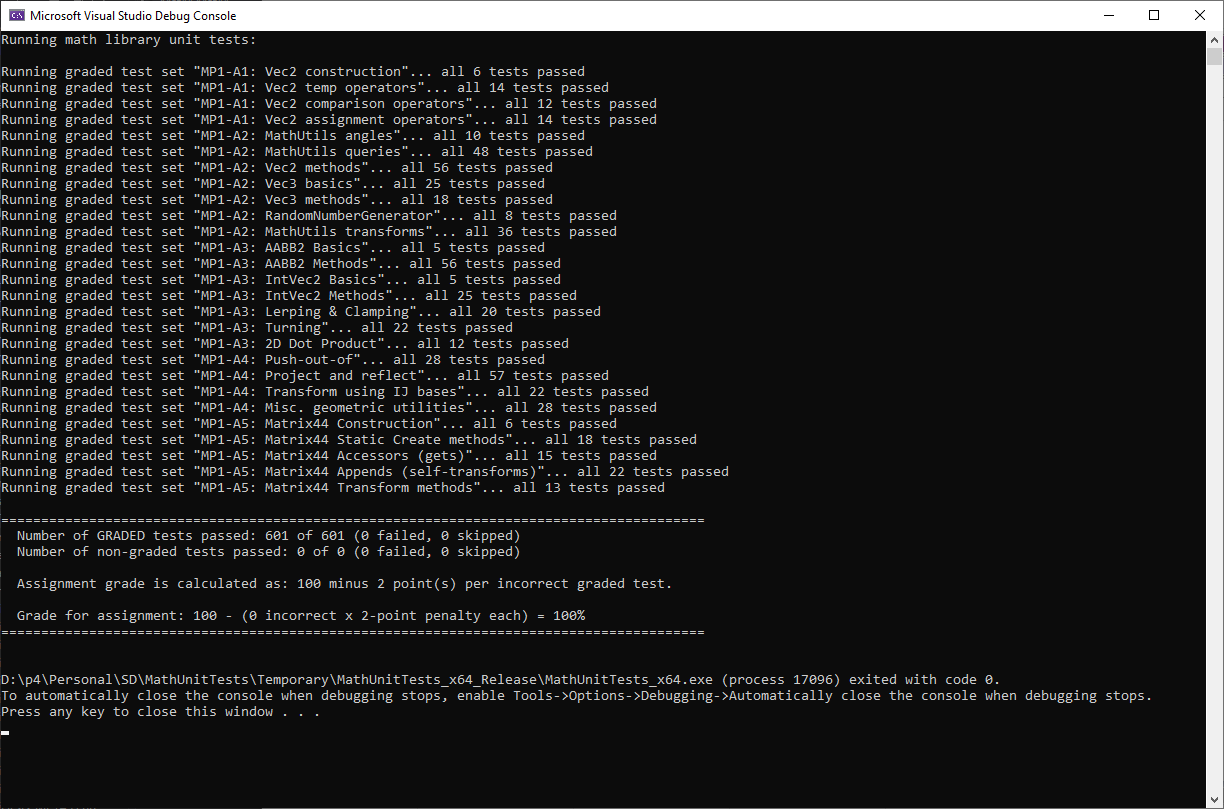 Microsoft Visual Studio Debug Console
Running math library unit tests:
Running graded test set "MP1-A1: Vec2 construction"... all 6 tests passed
Running graded test set "MP1-A1: Vec2 temp operators"... all 14 tests passed
Running graded test set "MP1-A1: Vec2 comparison operators"... all 12 tests passed
Running graded test set "MP1-A1: Vec2 assignment operators"... all 14 tests passed
Running graded test set "MP1-A2: MathUtils angles"... all 10 tests passed
Running graded test set "MP1-A2: MathUtils queries"... all 48 tests passed
Running graded test set "MP1-A2: Vec2 methods"... all 56 tests passed
Running graded test set "MP1-A2: Vec3 basics"... all 25 tests passed
Running graded test set "MP1-A2: Vec3 methods"... all 18 tests passed
Running graded test set "MP1-A2: RandomNumberGenerator"... all 8 tests passed
Running graded test set "MP1-A2: MathUtils transforms"... all 36 tests passed
Running graded test set "MP1-A3: AABB2 Basics"... all 5 tests passed
Running graded test set "MP1-A3: AABB2 Methods"... all 56 tests passed
Running graded test set "MP1-A3: IntVec2 Basics"... all 5 tests passed
Running graded test set "MP1-A3: IntVec2 Methods"... all 25 tests passed
Running graded test set "MP1-A3: Lerping & Clamping"... all 20 tests passed
Running graded test set "MP1-A3: Turning"... all 22 tests passed
Running graded test set "MP1-A3: 2D Dot Product"... all 12 tests passed
Running graded test set "MP1-A4: Push-out-of"... all 28 tests passed
Running graded test set "MP1-A4: Project and reflect"... all 57 tests passed
Running graded test set "MP1-A4: Transform using IJ bases"... all 22 tests passed
Running graded test set "MP1-A4: Misc. geometric utilities"... all 28 tests passed
Running graded test set "MP1-A5: Matrix44 Construction"... all 6 tests passed
Running graded test set "MP1-A5: Matrix44 Static Create methods"... all 18 tests passed
Running graded test set "MP1-A5: Matrix44 Accessors (gets)"... all 15 tests passed
Running graded test set "MP1-A5: Matrix44 Appends (self-transforms)"... all 22 tests passed
Running graded test set "MP1-A5: Matrix44 Transform methods"... all 13 tests passed
========================================================================================
Number of GRADED tests passed: 601 of 601 (0 failed, 0 skipped)
Number of non-graded tests passed: 0 of 0 (0 failed, 0 skipped)
Assignment grade is calculated as: 100 minus 2 point(s) per incorrect graded test.
Grade for assignment: 100 - (0 incorrect x 2-point penalty each) = 100%
========================================================================================
D:\p4\Personal\SD\MathUnitTests\Temporary\MathUnitTests_x64_Release\MathUnitTests_x64.exe (process 17096) exited with code 0.
To automatically close the console when debugging stops, enable Tools->Options->Debugging->Automatically close the console when debugging stops.
Press any key to close this window . . .